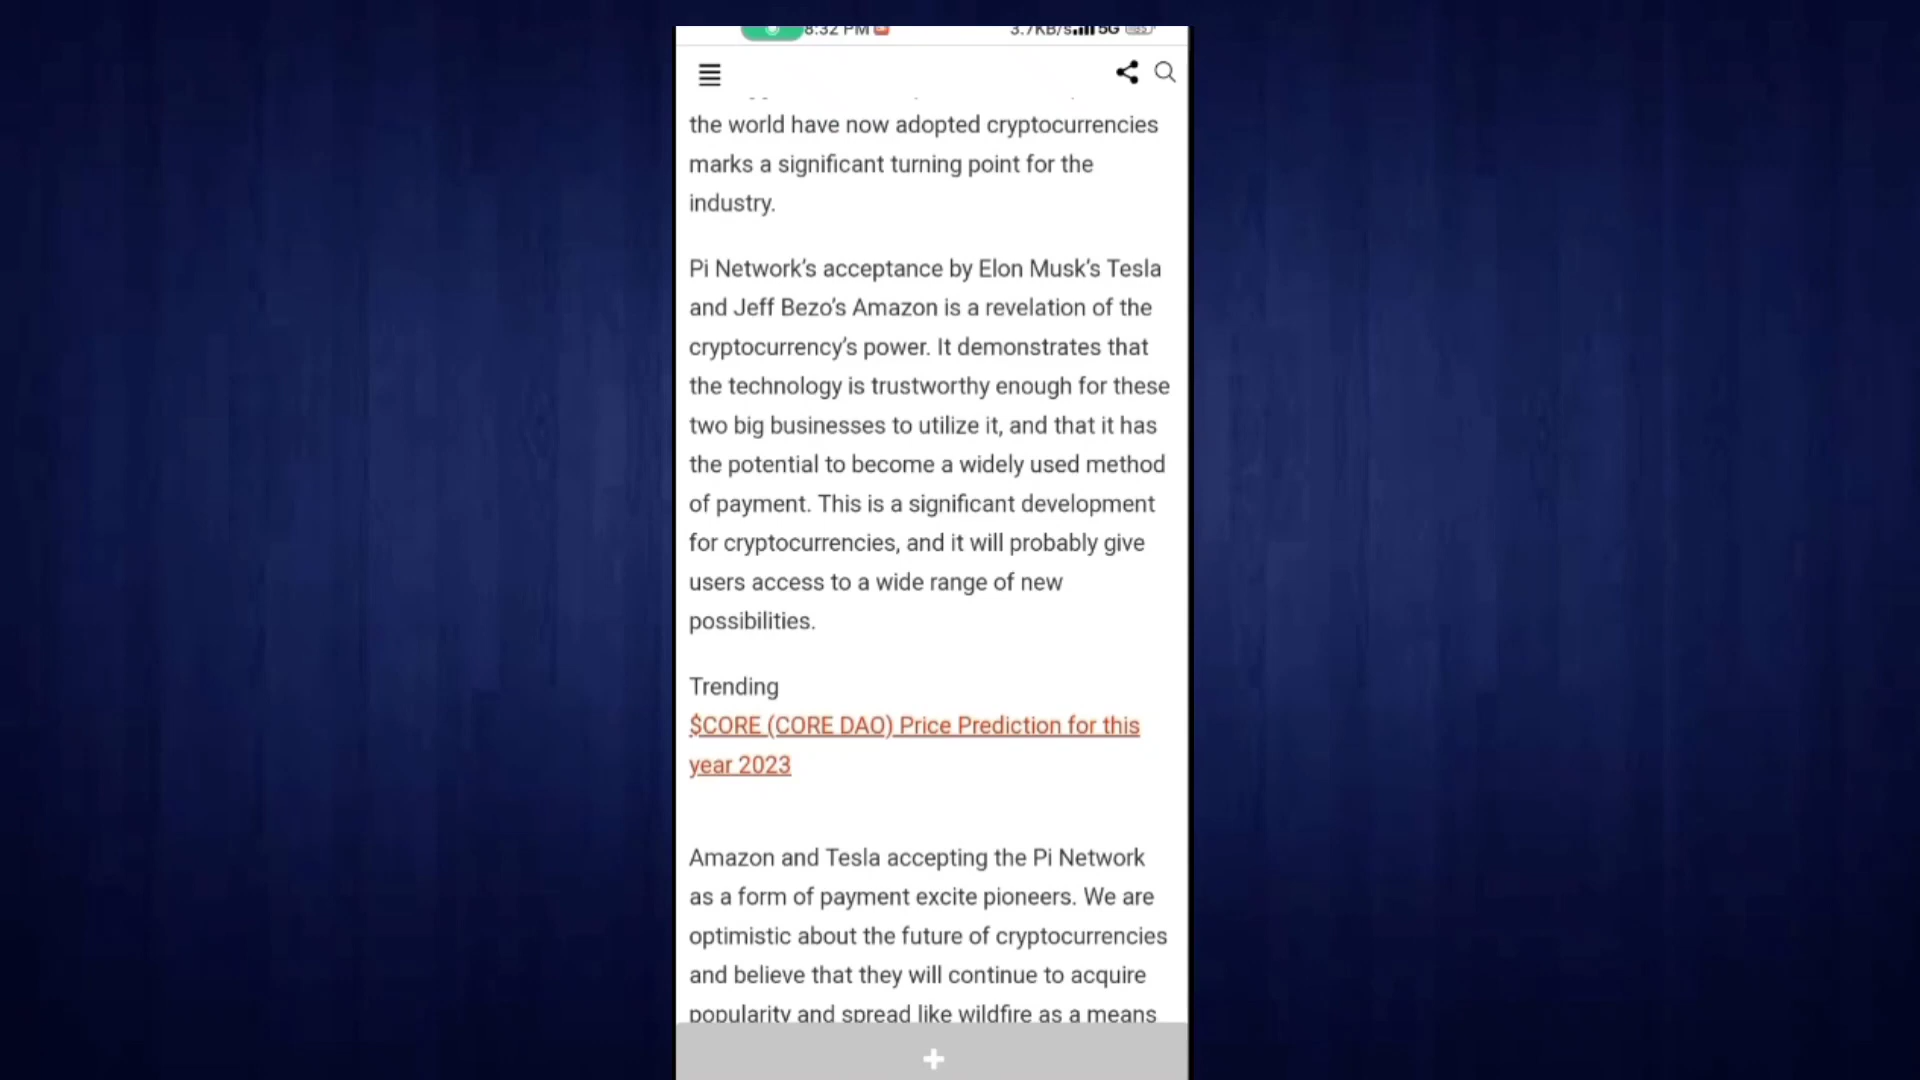 8:32 PM
3.7KB/s 5G
the world have now adopted cryptocurrencies
marks a significant turning point for the
industry.
Pi Network's acceptance by Elon Musk's Tesla
and Jeff Bezo's Amazon is a revelation of the
cryptocurrency's power. It demonstrates that
the technology is trustworthy enough for these
two big businesses to utilize it, and that it has
the potential to become a widely used method
of payment. This is a significant development
for cryptocurrencies, and it will probably give
users access to a wide range of new
possibilities.
Trending
$CORE (CORE DAO) Price Prediction for this
year 2023
Amazon and Tesla accepting the Pi Network
as a form of payment excite pioneers. We are
optimistic about the future of cryptocurrencies
and believe that they will continue to acquire
popularity and spread like wildfire as a means